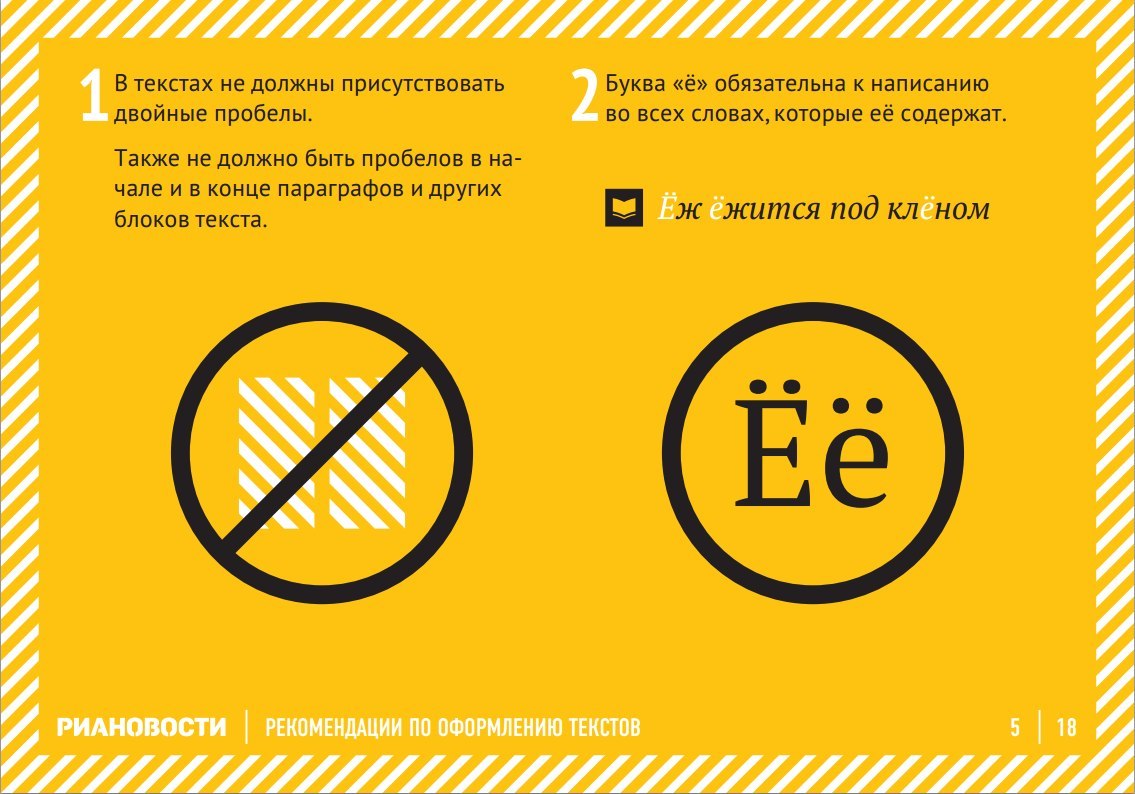 1
В текстах не должны присутствовать
двойные пробелы.
Также не должно быть пробелов в на-
чале и в конце параграфов и других
блоков текста.
2
Буква «ё» обязательна к написанию
во всех словах, которые её содержат.
Ёж ёжится под клёном
Ёё
РИАНОВОСТИ | РЕКОМЕНДАЦИИ ПО ОФОРМЛЕНИЮ ТЕКСТОВ
5 | 18